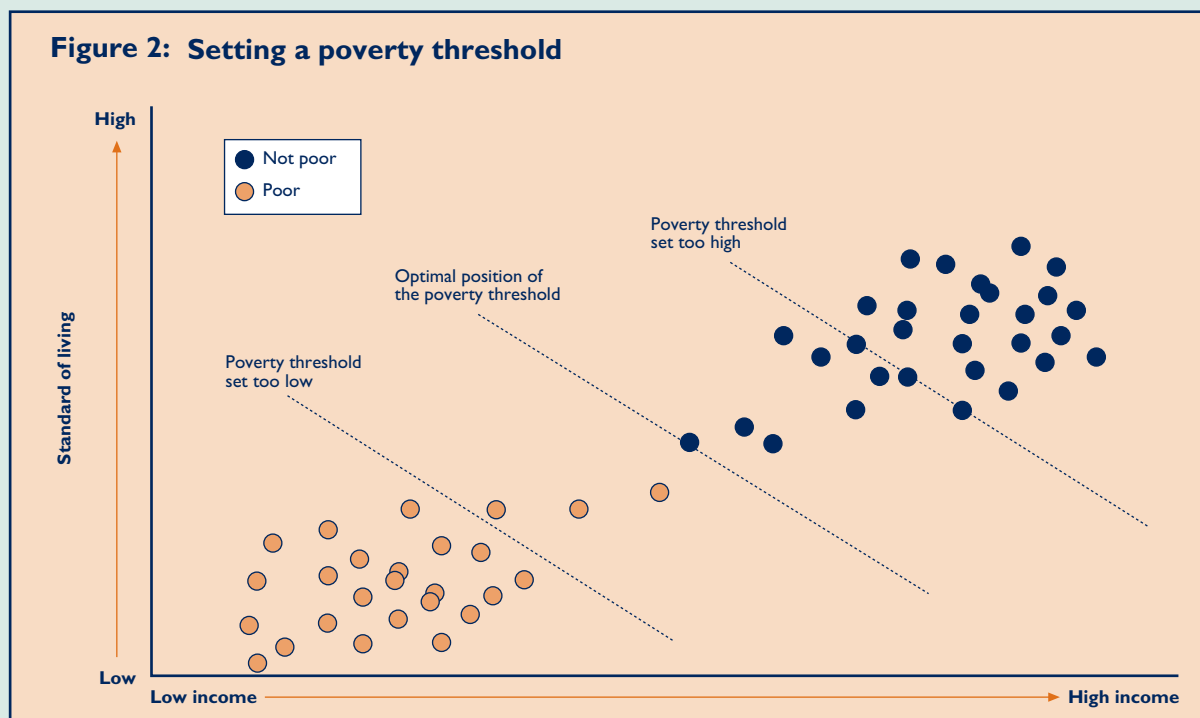 Figure 2: Setting a poverty threshold
High
Not poor
Poor
Poverty threshold
set too high
Optimal position of
the poverty threshold
Poverty threshold
set too low
Standard of living
Low
Low income
High income